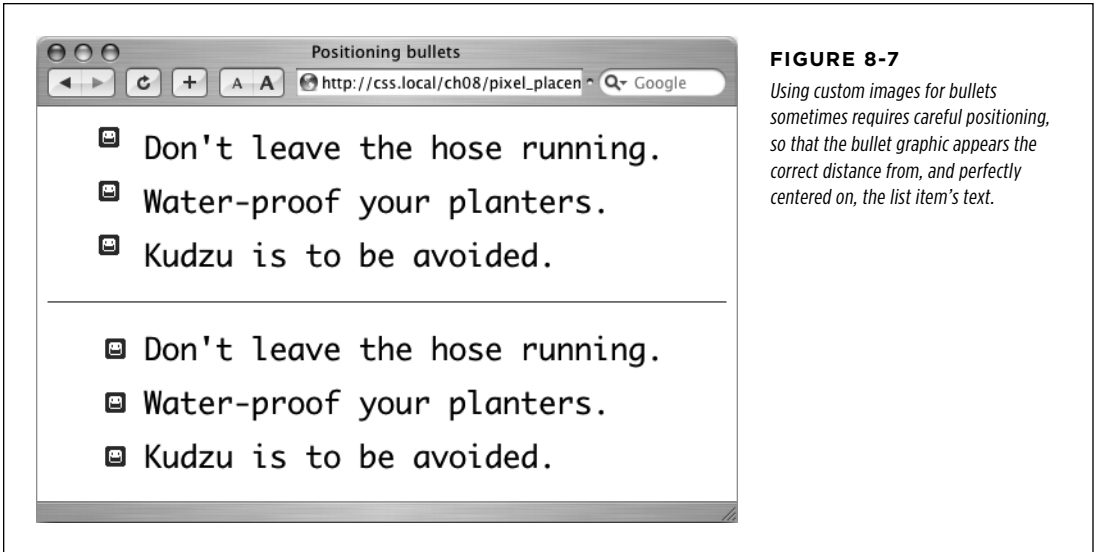 Positioning bullets
A A http://css.local/ch08/pixel_placen Google
Don't leave the hose running.
Water-proof your planters.
Kudzu is to be avoided.
Don't leave the hose running.
Water-proof your planters.
Kudzu is to be avoided.
FIGURE 8-7
Using custom images for bullets
sometimes requires careful positioning,
so that the bullet graphic appears the
correct distance from, and perfectly
centered on, the list item’s text.